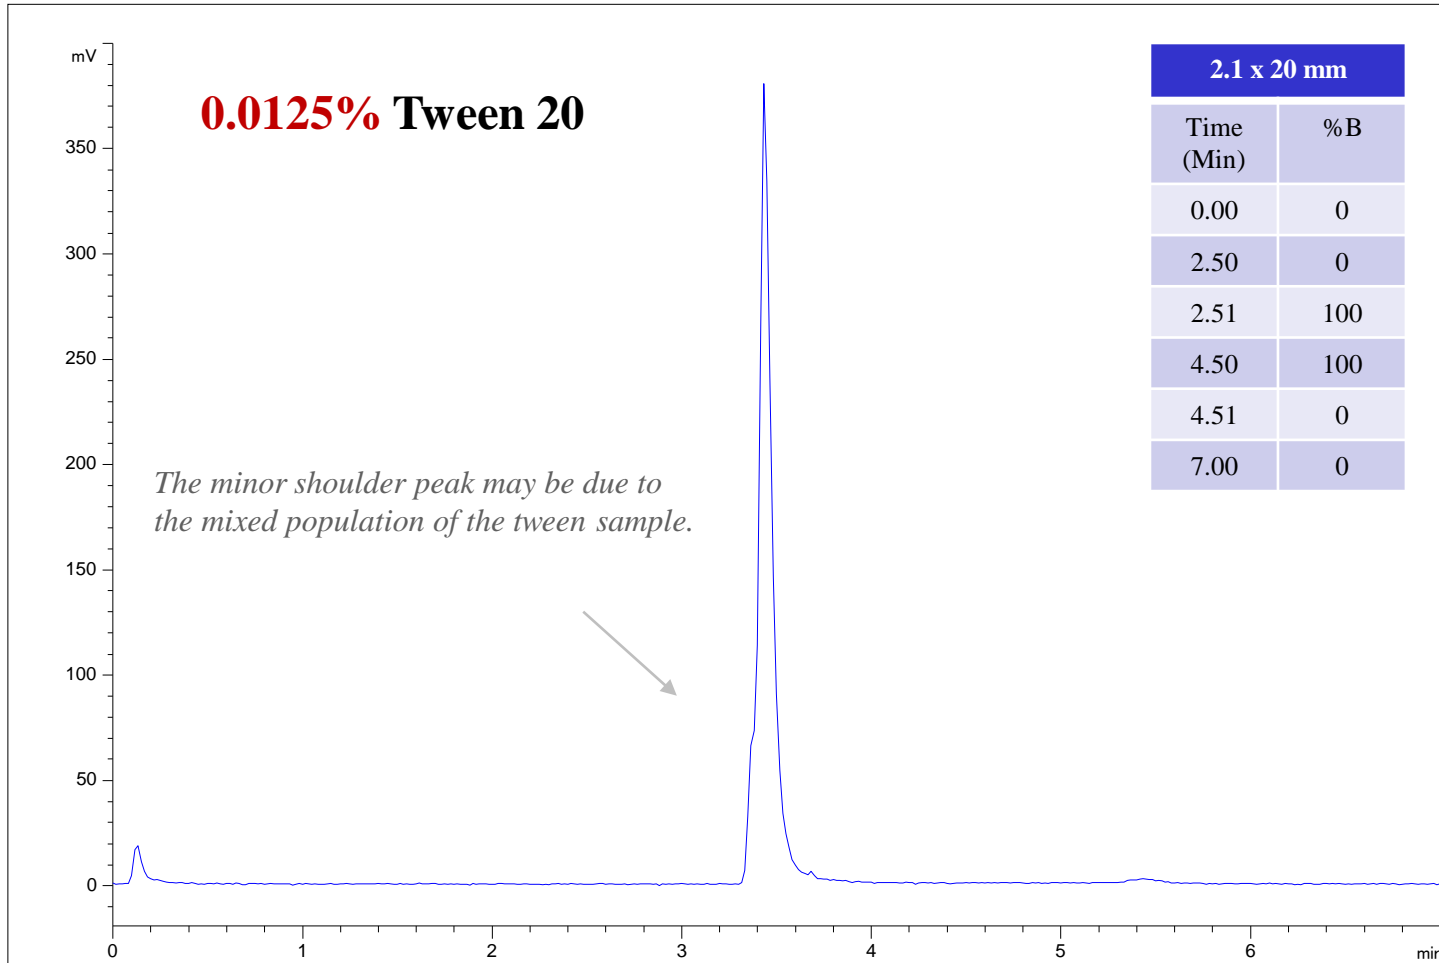 mV
0.0125% Tween 20
350
300
250
200
150
100
50
0
The minor shoulder peak may be due to
the mixed population of the tween sample.
0 1 2 3 4 5 6 min
2.1 x 20 mm
Time
(Min) %B
0.00 0
2.50 0
2.51 100
4.50 100
4.51 0
7.00 0